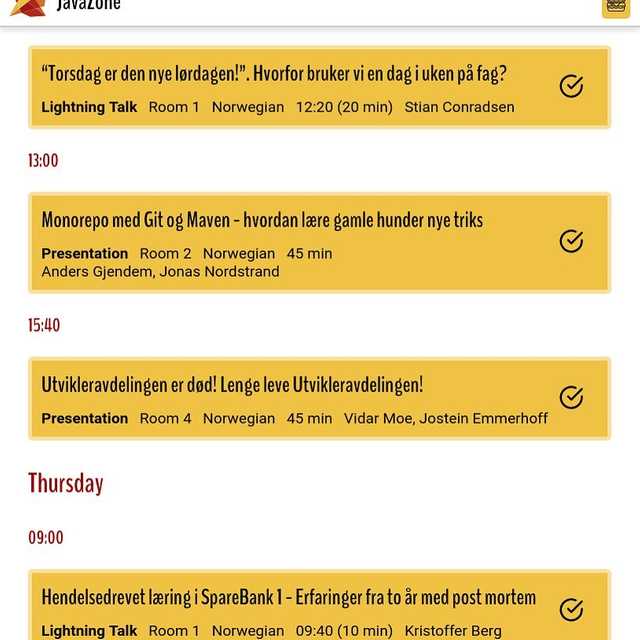 JavaZone
“Torsdag er den nye lørdagen!”. Hvorfor bruker vi en dag i uken på fag?
Lightning Talk Room 1 Norwegian 12:20 (20 min) Stian Conradsen
13:00
Monorepo med Git og Maven - hvordan lære gamle hunder nye triks
Presentation Room 2 Norwegian 45 min
Anders Gjendem, Jonas Nordstrand
15:40
Utvikleravdelingen er død! Lenge leve Utvikleravdelingen!
Presentation Room 4 Norwegian 45 min Vidar Moe, Jostein Emmerhoff
Thursday
09:00
Hendelsedrevet læring i SpareBank 1 - Erfaringer fra to år med post mortem
Lightning Talk Room 1 Norwegian 09:40 (10 min) Kristoffer Berg